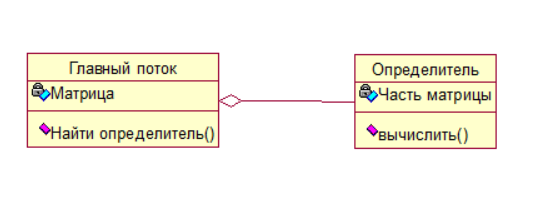 Главный поток
Матрица
Найти определитель()
Определитель
Часть матрицы
вычислить()